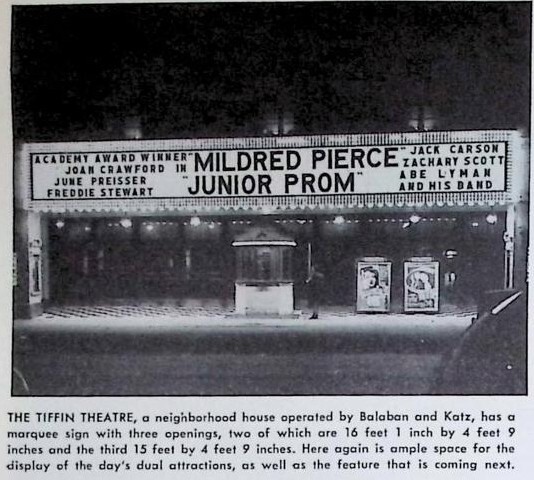 ACADEMY AWARD WINNER "MILDRED PIERCE" JACK CARSON
JOAN CRAWFORD IN ZACHARY SCOTT
JUNE PREISSER "JUNIOR PROM" ABE LYMAN
FREDDIE STEWART AND HIS BAND
THE TIFFIN THEATRE, a neighborhood house operated by Balaban and Katz, has a
marquee sign with three openings, two of which are 16 feet 1 inch by 4 feet 9
inches and the third 15 feet by 4 feet 9 inches. Here again is ample space for the
display of the day's dual attractions, as well as the feature that is coming next.